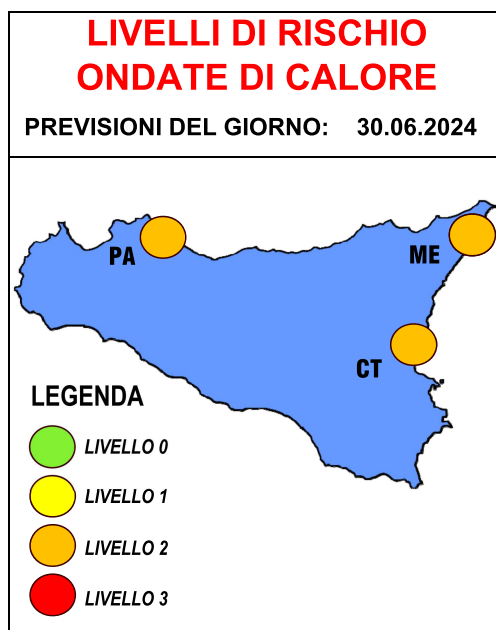 LIVELLI DI RISCHIO
ONDATE DI CALORE
PREVISIONI DEL GIORNO: 30.06.2024
PA
ME
CT
LEGENDA
LIVELLO 0
LIVELLO 1
LIVELLO 2
LIVELLO 3